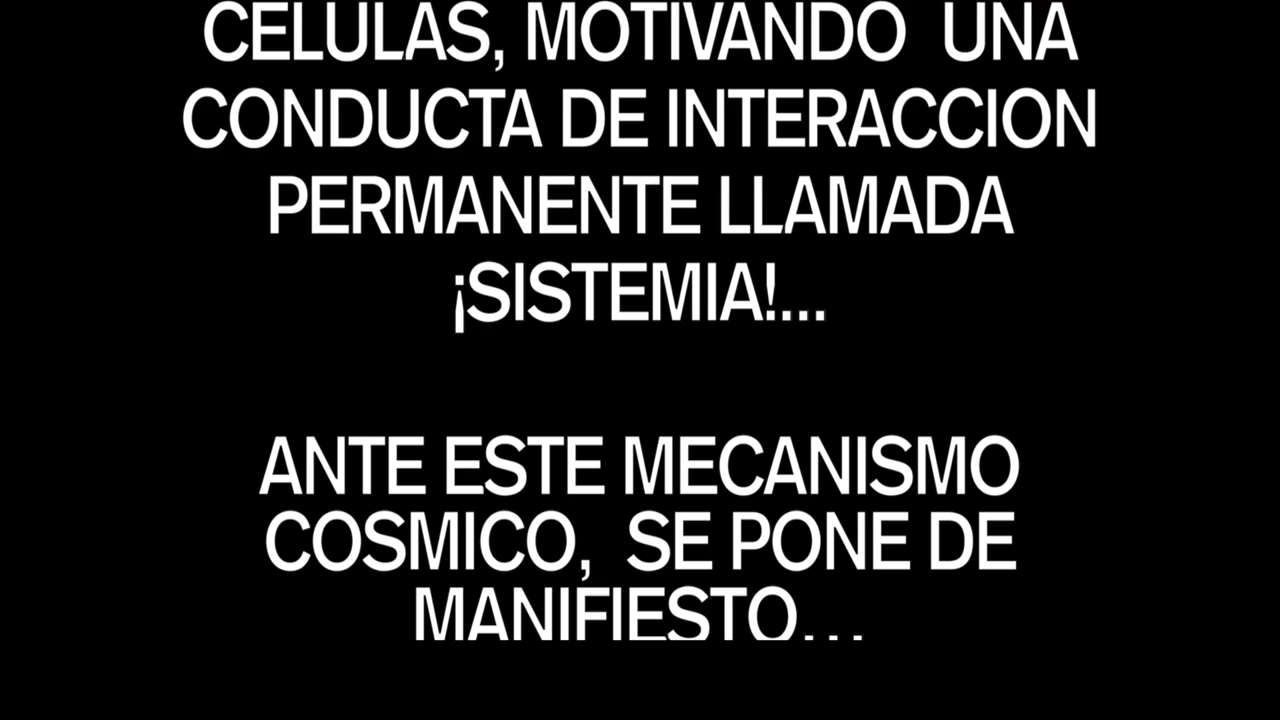 CELULAS, MOTIVANDO  UNA
CONDUCTA DE INTERACCION
PERMANENTE LLAMADA
¡SISTEMIA!...
ANTE ESTE MECANISMO
COSMICO,  SE PONE DE
MANIFIESTO...